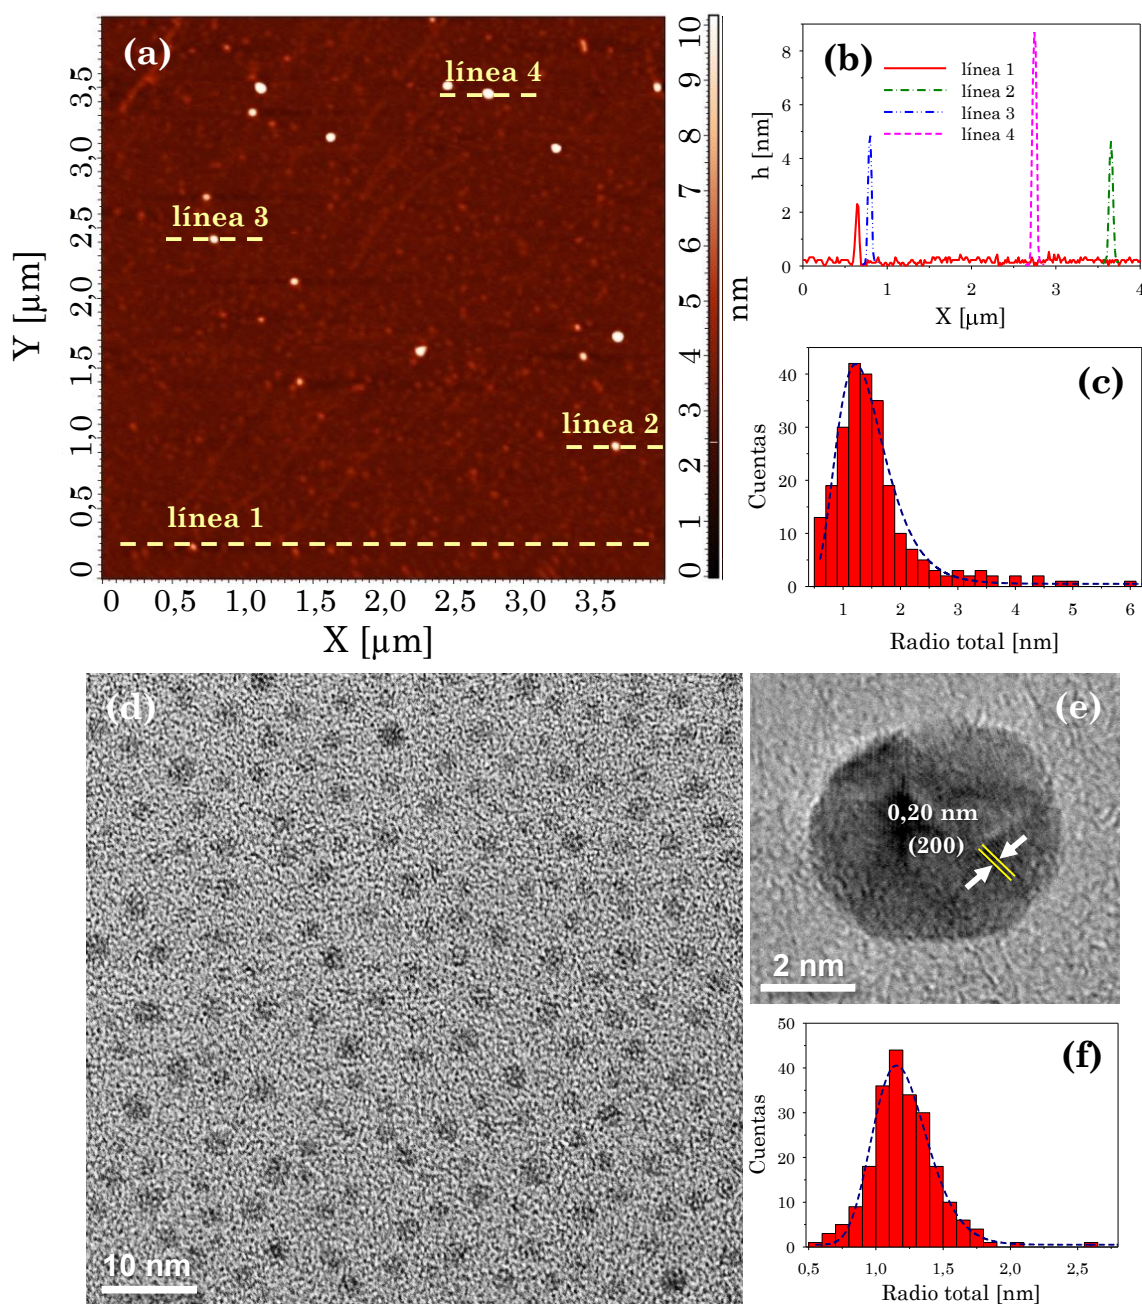 (a)
línea 4
línea 3
línea 2
línea 1
Y [µm]
0 0,5 1,0 1,5 2,0 2,5 3,0 3,5
X [µm]
0 0,5 1,0 1,5 2,0 2,5 3,0 3,5
nm
0 1 2 3 4 5 6 7 8 9 10
(b)
línea 1
línea 2
línea 3
línea 4
h [nm]
8
6
4
2
0
0 1 2 3 4
X [µm]
(c)
Cuentas
40
30
20
10
0
1 2 3 4 5 6
Radio total [nm]
(d)
10 nm
(e)
0,20 nm
(200)
2 nm
(f)
Cuentas
50
40
30
20
10
0
0,5 1,0 1,5 2,0 2,5
Radio total [nm]